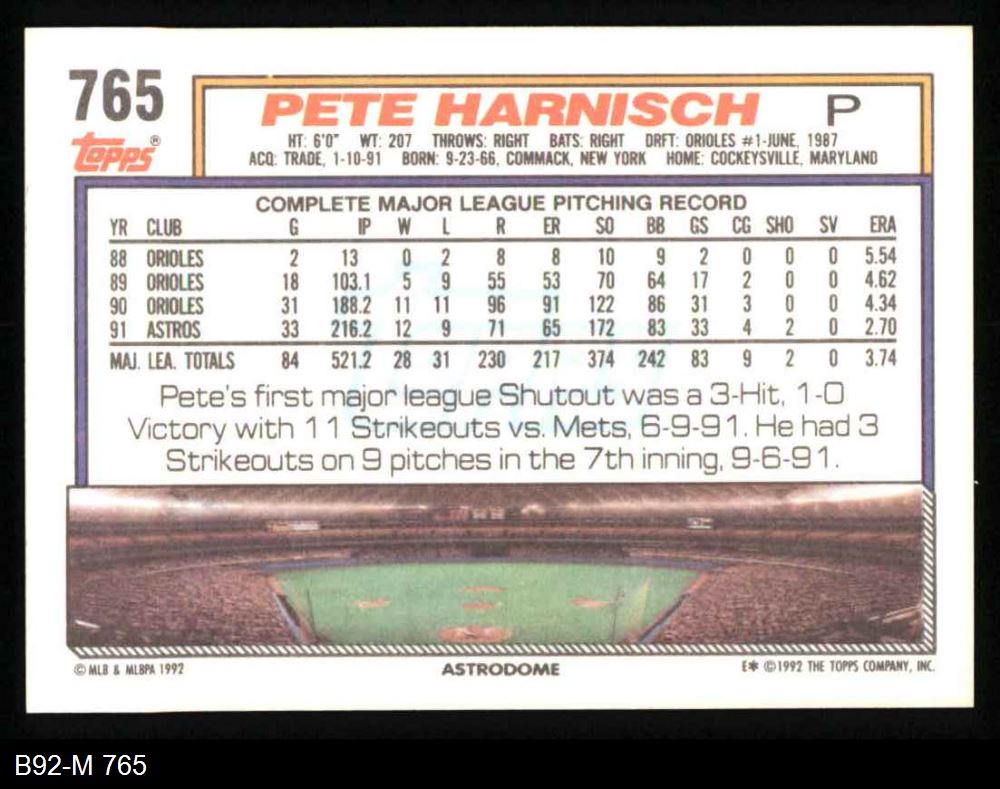 765
Topps®
PETE HARNISCH P
HT: 6'0" WT: 207 THROWS: RIGHT BATS: RIGHT DRFT: ORIOLES #1-JUNE, 1987
ACQ: TRADE, 1-10-91 BORN: 9-23-66, COMMACK, NEW YORK HOME: COCKEYSVILLE, MARYLAND
COMPLETE MAJOR LEAGUE PITCHING RECORD
YR CLUB G IP W L R ER SO BB GS CG SHO SV ERA
88 ORIOLES 2 13 0 2 8 8 10 9 2 0 0 0 5.54
89 ORIOLES 18 103.1 5 9 55 53 70 64 17 2 0 0 4.62
90 ORIOLES 31 188.2 11 11 96 91 122 86 31 3 0 0 4.34
91 ASTROS 33 216.2 12 9 71 65 172 83 33 4 2 0 2.70
MAJ. LEA. TOTALS 84 521.2 28 31 230 217 374 242 83 9 2 0 3.74
Pete's first major league Shutout was a 3-Hit, 1-0
Victory with 11 Strikeouts vs. Mets, 6-9-91. He had 3
Strikeouts on 9 pitches in the 7th inning, 9-6-91.
© MLB & MLBPA 1992 ASTRODOME E* © 1992 THE TOPPS COMPANY, INC.
B92-M 765